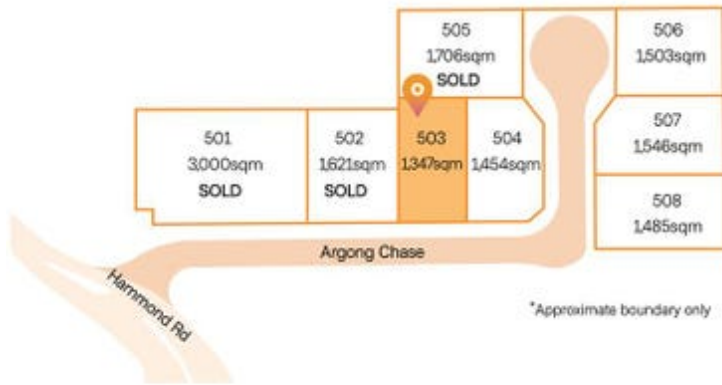 505
1,706sqm
SOLD
506
1,503sqm
501
3,000sqm
SOLD
502
1,621sqm
SOLD
503
1,347sqm
504
1,454sqm
507
1,546sqm
508
1,485sqm
Argong Chase
Hammond Rd
*Approximate boundary only